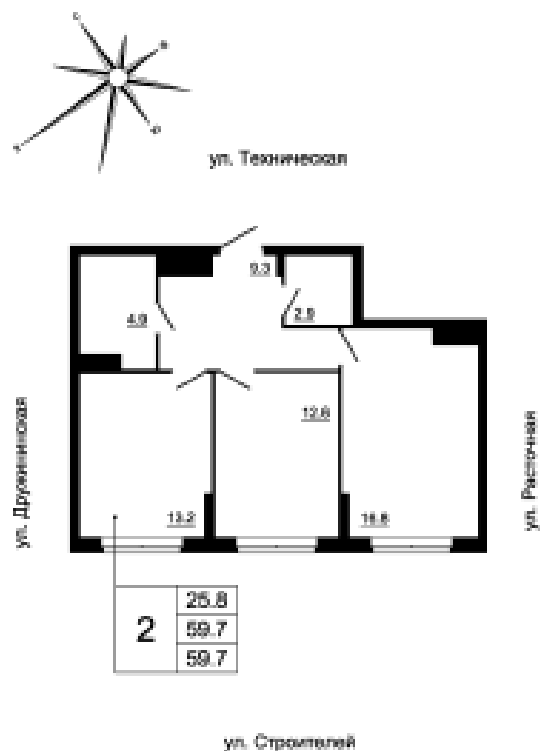 ул. Техническая
9.3
4.9
2.9
12.6
13.2
16.8
ул. Дружининская
ул. Расточная
2
25.8
59.7
59.7
ул. Строителей